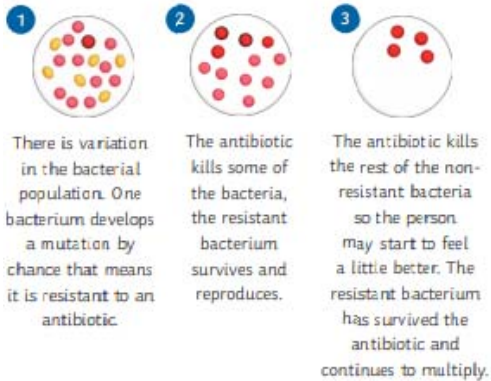 1
There is variation
in the bacterial
population. One
bacterium develops
a mutation by
chance that means
it is resistant to an
antibiotic.
2
The antibiotic
kills some of
the bacteria,
the resistant
bacterium
survives and
reproduces.
3
The antibiotic kills
the rest of the non-
resistant bacteria
so the person
may start to feel
a little better. The
resistant bacterium
has survived the
antibiotic and
continues to multiply.